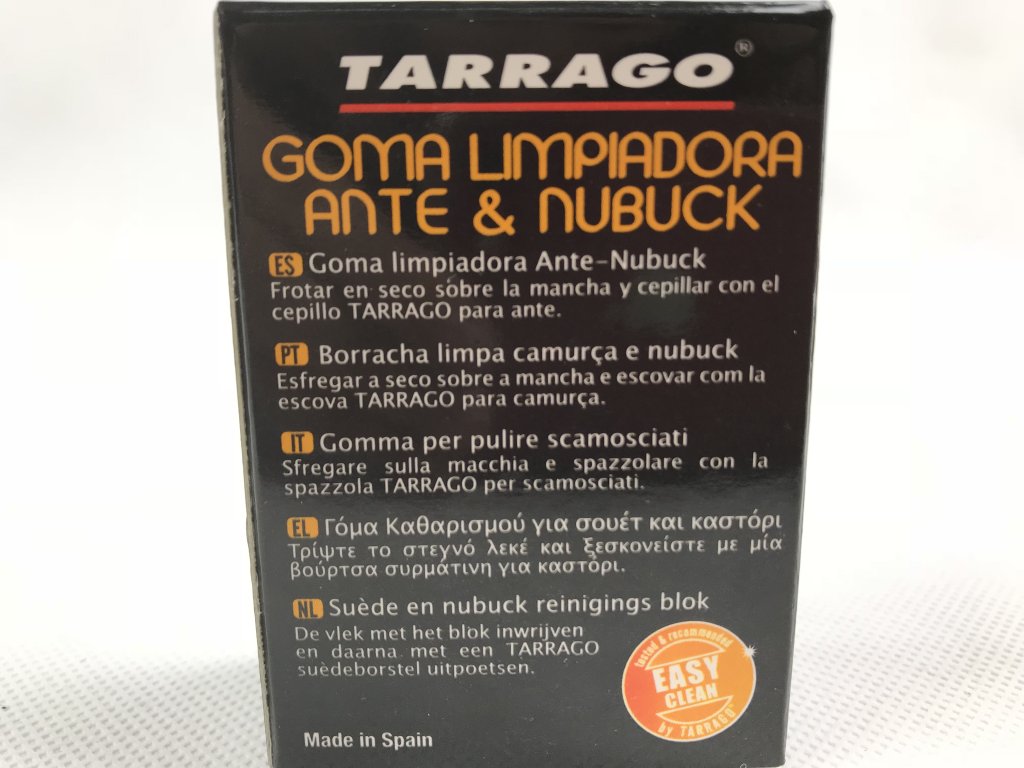 TARRAGO®
GOMA LIMPIADORA
ANTE & NUBUCK
ES Goma limpiadora Ante-Nubuck
Frotar en seco sobre la mancha y cepillar con el
cepillo TARRAGO para ante.
PT Borracha limpa camurça e nubuck
Esfregar a seco sobre a mancha e escovar com la
escova TARRAGO para camurça.
IT Gomma per pulire scamosciati
Sfregare sulla macchia e spazzolare con la
spazzola TARRAGO per scamosciati.
EL Γόμα Καθαρισμού για σουέτ και καστόρι
Τρίψτε το στεγνό λεκέ και ξεσκονείστε με μία
βούρτσα συρμάτινη για καστόρι.
NL Suède en nubuck reinigings blok
De vlek met het blok inwrijven
en daarna met een TARRAGO
suèdeborstel uitpoetsen.
tested & recommended
EASY
CLEAN
by TARRAGO
Made in Spain